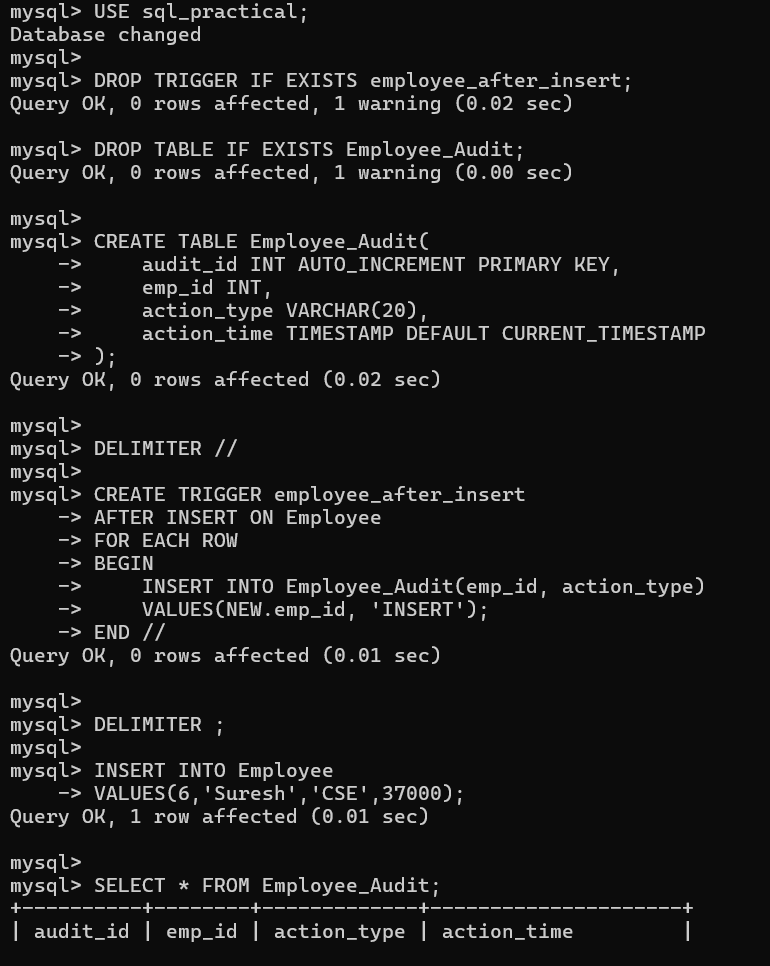 mysql> USE sql_practical;
Database changed
mysql>
mysql> DROP TRIGGER IF EXISTS employee_after_insert;
Query OK, 0 rows affected, 1 warning (0.02 sec)

mysql> DROP TABLE IF EXISTS Employee_Audit;
Query OK, 0 rows affected, 1 warning (0.00 sec)

mysql>
mysql> CREATE TABLE Employee_Audit(
    ->     audit_id INT AUTO_INCREMENT PRIMARY KEY,
    ->     emp_id INT,
    ->     action_type VARCHAR(20),
    ->     action_time TIMESTAMP DEFAULT CURRENT_TIMESTAMP
    -> );
Query OK, 0 rows affected (0.02 sec)

mysql>
mysql> DELIMITER //
mysql>
mysql> CREATE TRIGGER employee_after_insert
    -> AFTER INSERT ON Employee
    -> FOR EACH ROW
    -> BEGIN
    ->     INSERT INTO Employee_Audit(emp_id, action_type)
    ->     VALUES(NEW.emp_id, 'INSERT');
    -> END //
Query OK, 0 rows affected (0.01 sec)

mysql>
mysql> DELIMITER ;
mysql>
mysql> INSERT INTO Employee
    -> VALUES(6,'Suresh','CSE',37000);
Query OK, 1 row affected (0.01 sec)

mysql>
mysql> SELECT * FROM Employee_Audit;
+----------+--------+-------------+---------------------+
| audit_id | emp_id | action_type | action_time         |